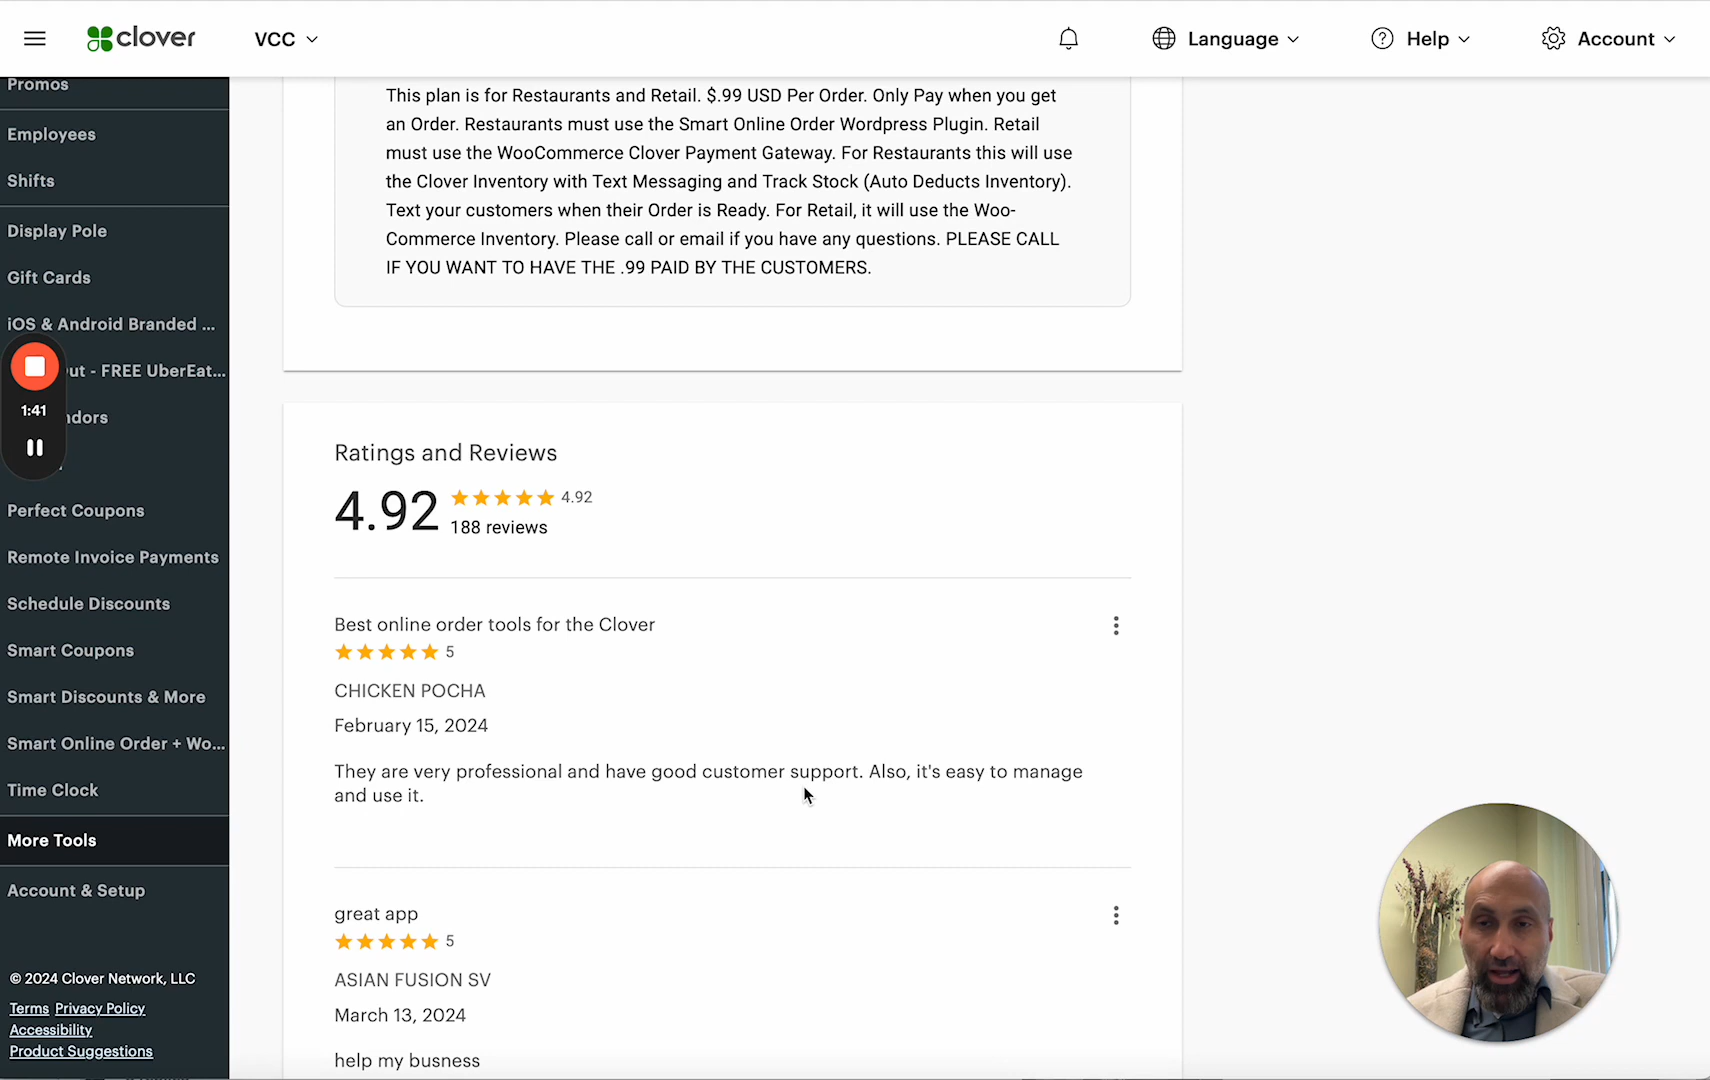 clover
VCC
Language
Help
Account
Promos
Employees
Shifts
Display Pole
Gift Cards
iOS & Android Branded ...
ut - FREE UberEat...
1:41
ndors
Perfect Coupons
Remote Invoice Payments
Schedule Discounts
Smart Coupons
Smart Discounts & More
Smart Online Order + Wo...
Time Clock
More Tools
Account & Setup
© 2024 Clover Network, LLC
Terms Privacy Policy
Accessibility
Product Suggestions
This plan is for Restaurants and Retail. $.99 USD Per Order. Only Pay when you get
an Order. Restaurants must use the Smart Online Order Wordpress Plugin. Retail
must use the WooCommerce Clover Payment Gateway. For Restaurants this will use
the Clover Inventory with Text Messaging and Track Stock (Auto Deducts Inventory).
Text your customers when their Order is Ready. For Retail, it will use the Woo-
Commerce Inventory. Please call or email if you have any questions. PLEASE CALL
IF YOU WANT TO HAVE THE .99 PAID BY THE CUSTOMERS.
Ratings and Reviews
4.92
4.92
188 reviews
Best online order tools for the Clover
5
CHICKEN POCHA
February 15, 2024
They are very professional and have good customer support. Also, it's easy to manage
and use it.
great app
5
ASIAN FUSION SV
March 13, 2024
help my busness